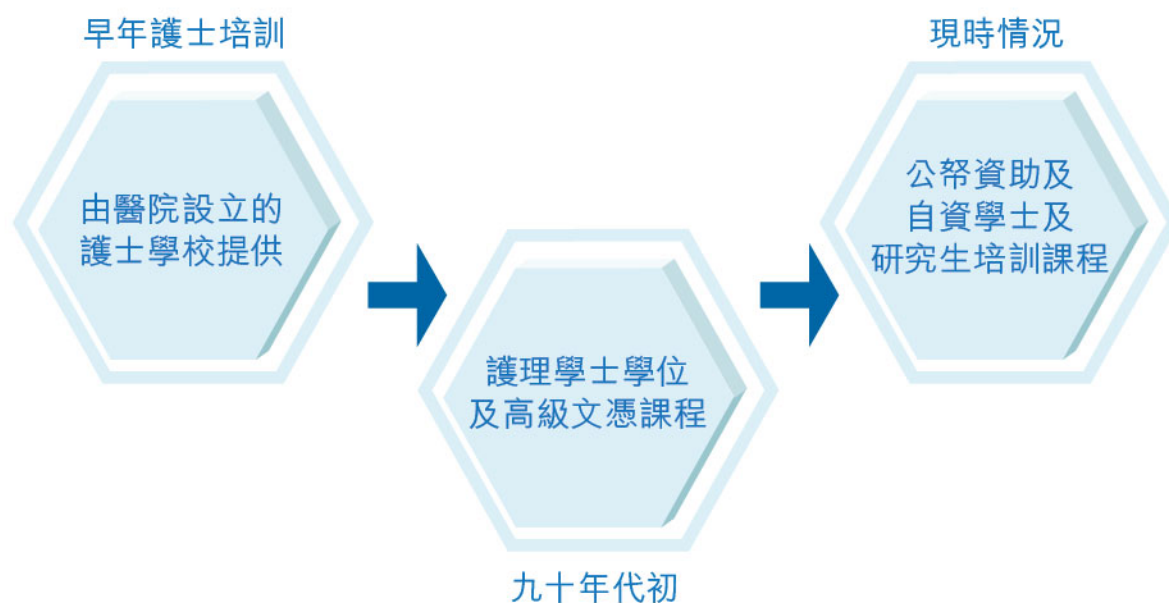 早年護士培訓
由醫院設立的
護士學校提供
護理學士學位
及高級文憑課程
九十年代初
現時情況
公帑資助及
自資學士及
研究生培訓課程